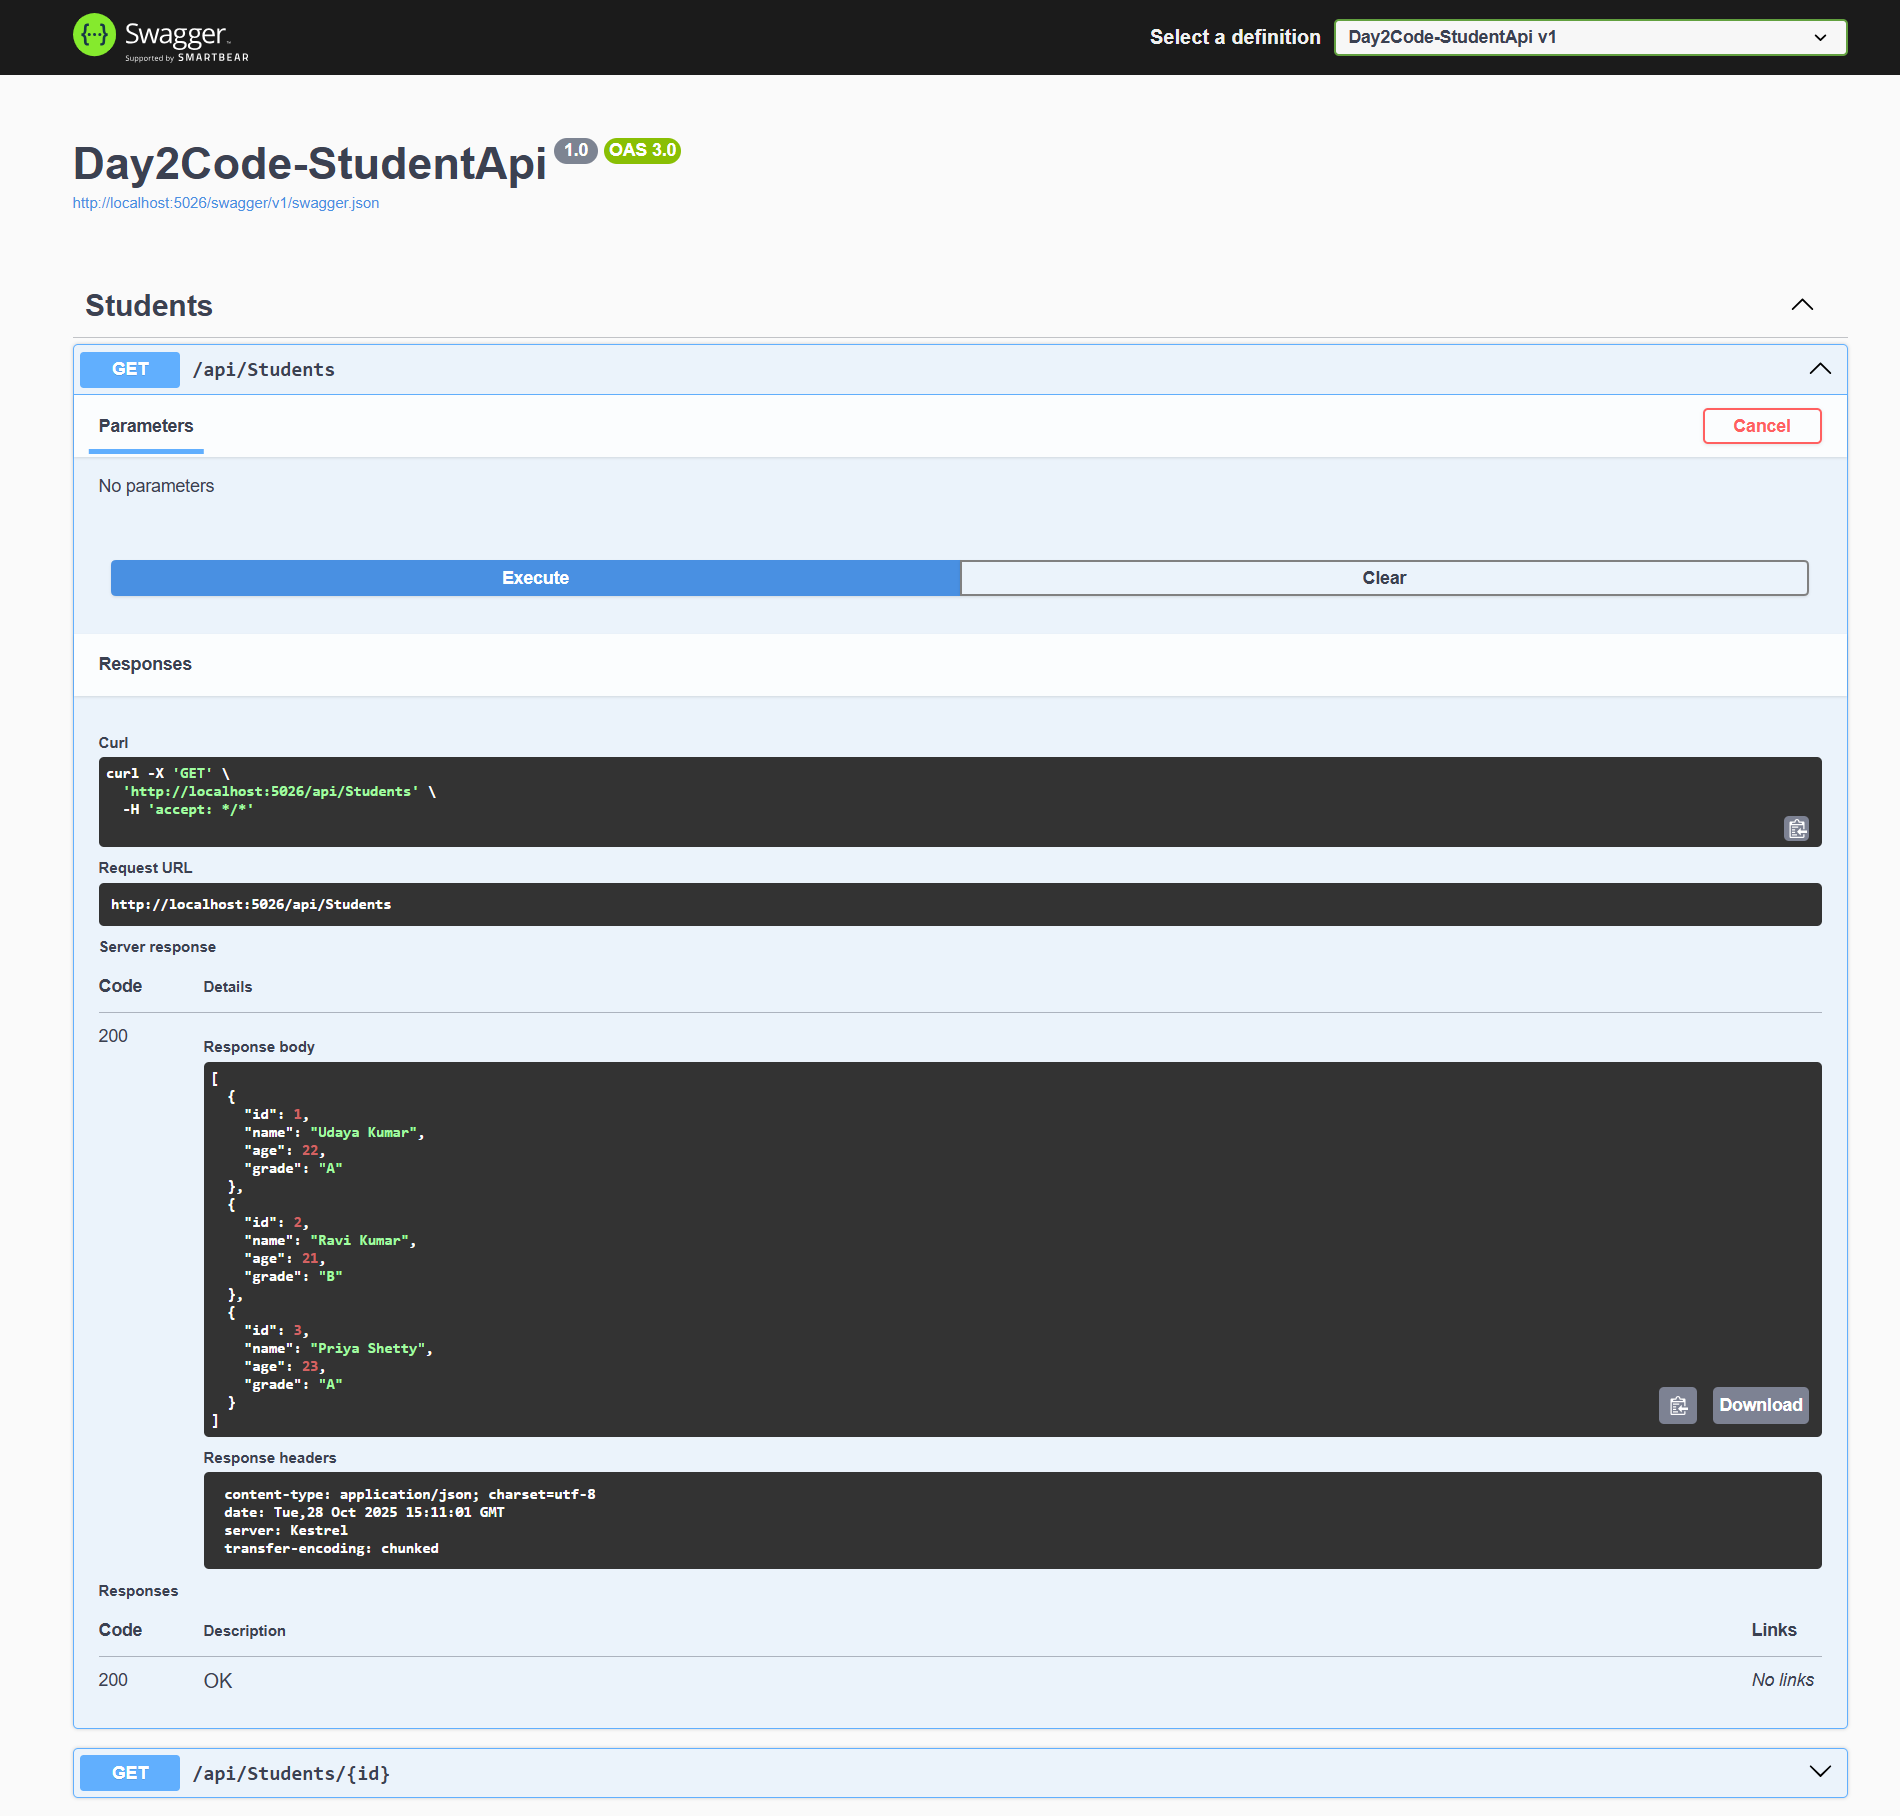 Swagger
Supported by SMARTBEAR
Select a definition
Day2Code-StudentApi v1
Day2Code-StudentApi 1.0 OAS 3.0
http://localhost:5026/swagger/v1/swagger.json
Students
GET /api/Students
Parameters
Cancel
No parameters
Execute
Clear
Responses
Curl
curl -X 'GET' \
  'http://localhost:5026/api/Students' \
  -H 'accept: */*'
Request URL
http://localhost:5026/api/Students
Server response
Code Details
200
Response body
[
  {
    "id": 1,
    "name": "Udaya Kumar",
    "age": 22,
    "grade": "A"
  },
  {
    "id": 2,
    "name": "Ravi Kumar",
    "age": 21,
    "grade": "B"
  },
  {
    "id": 3,
    "name": "Priya Shetty",
    "age": 23,
    "grade": "A"
  }
]
Download
Response headers
content-type: application/json; charset=utf-8
date: Tue,28 Oct 2025 15:11:01 GMT
server: Kestrel
transfer-encoding: chunked
Responses
Code Description Links
200 OK No links
GET /api/Students/{id}